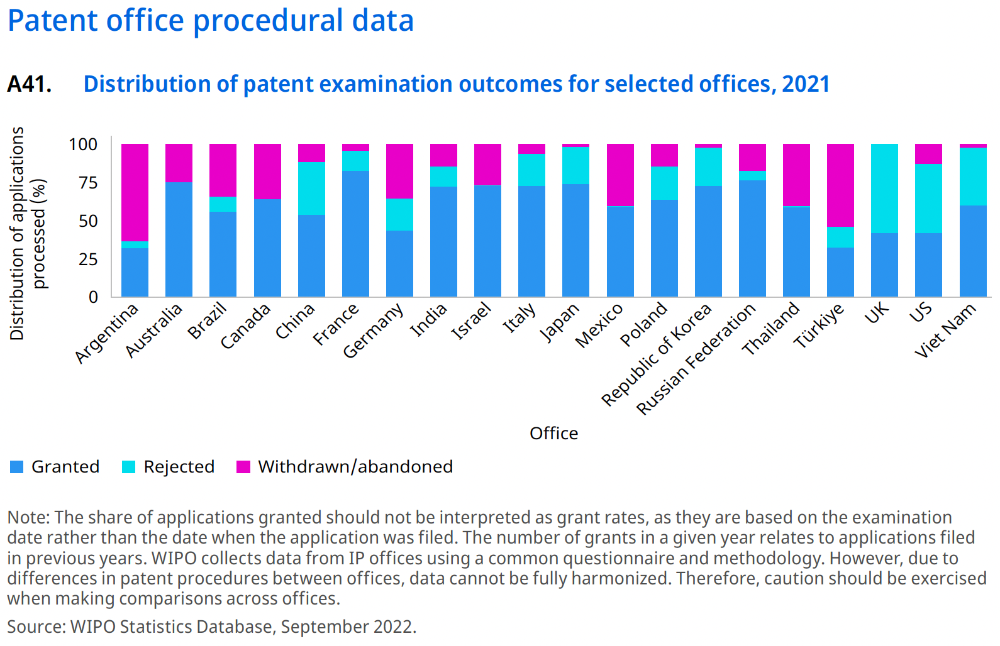 Patent office procedural data
A41. Distribution of patent examination outcomes for selected offices, 2021
Distribution of applications
processed (%)
100
75
50
25
0
Argentina
Australia
Brazil
Canada
China
France
Germany
India
Israel
Italy
Japan
Mexico
Poland
Republic of Korea
Russian Federation
Thailand
Türkiye
UK
US
Viet Nam
Office
Granted Rejected Withdrawn/abandoned
Note: The share of applications granted should not be interpreted as grant rates, as they are based on the examination
date rather than the date when the application was filed. The number of grants in a given year relates to applications filed
in previous years. WIPO collects data from IP offices using a common questionnaire and methodology. However, due to
differences in patent procedures between offices, data cannot be fully harmonized. Therefore, caution should be exercised
when making comparisons across offices.
Source: WIPO Statistics Database, September 2022.